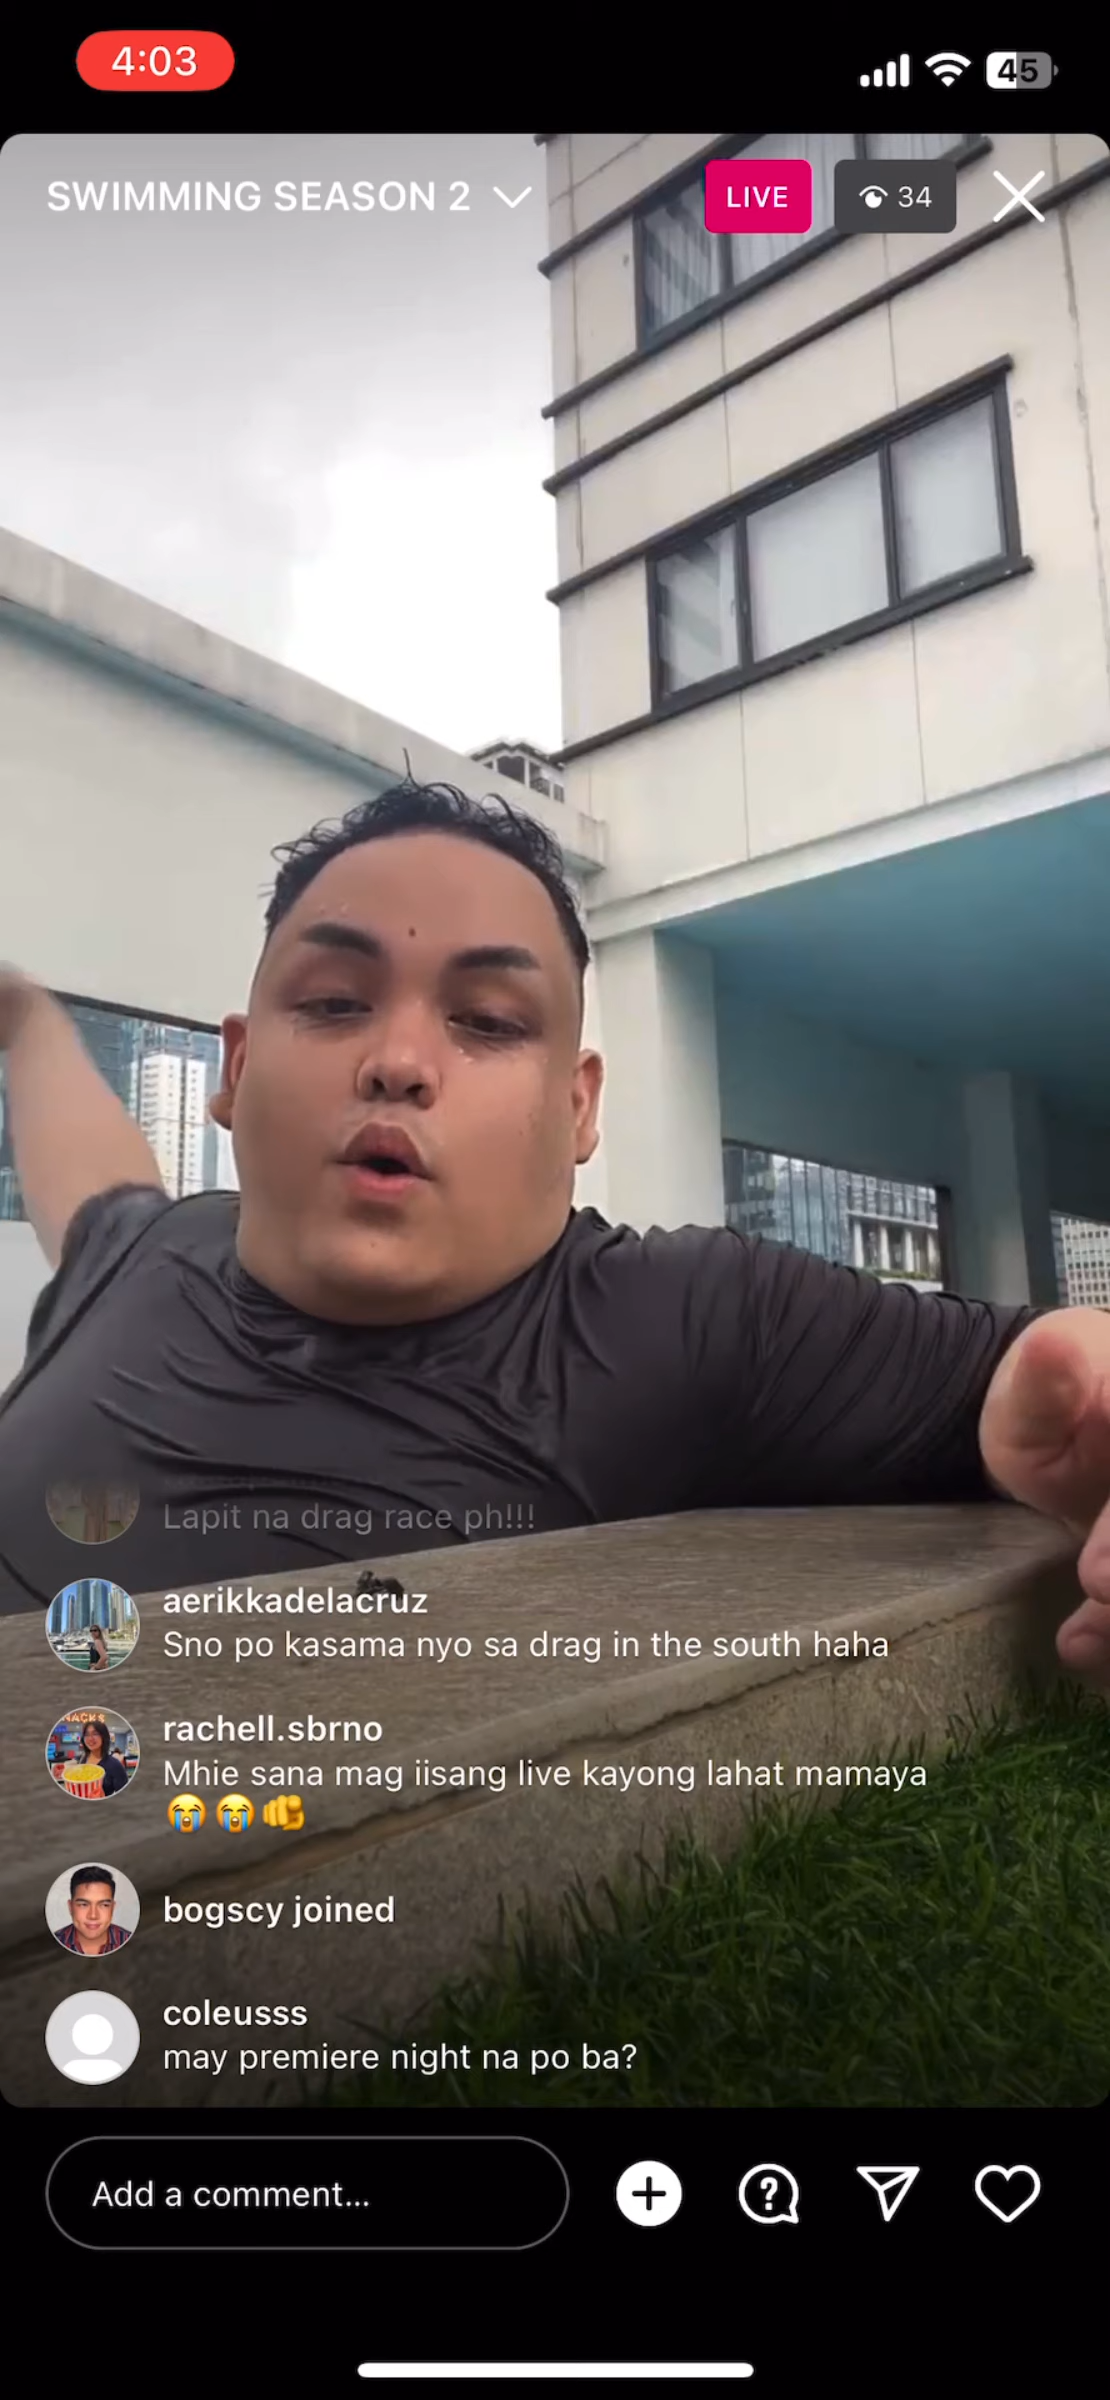 4:03
45
SWIMMING SEASON 2
LIVE
34
Lapit na drag race ph!!!
aerikkadelacruz
Sno po kasama nyo sa drag in the south haha
NACKS
rachell.sbrno
Mhie sana mag iisang live kayong lahat mamaya
😭😭🫵
bogscy joined
coleusss
may premiere night na po ba?
Add a comment...